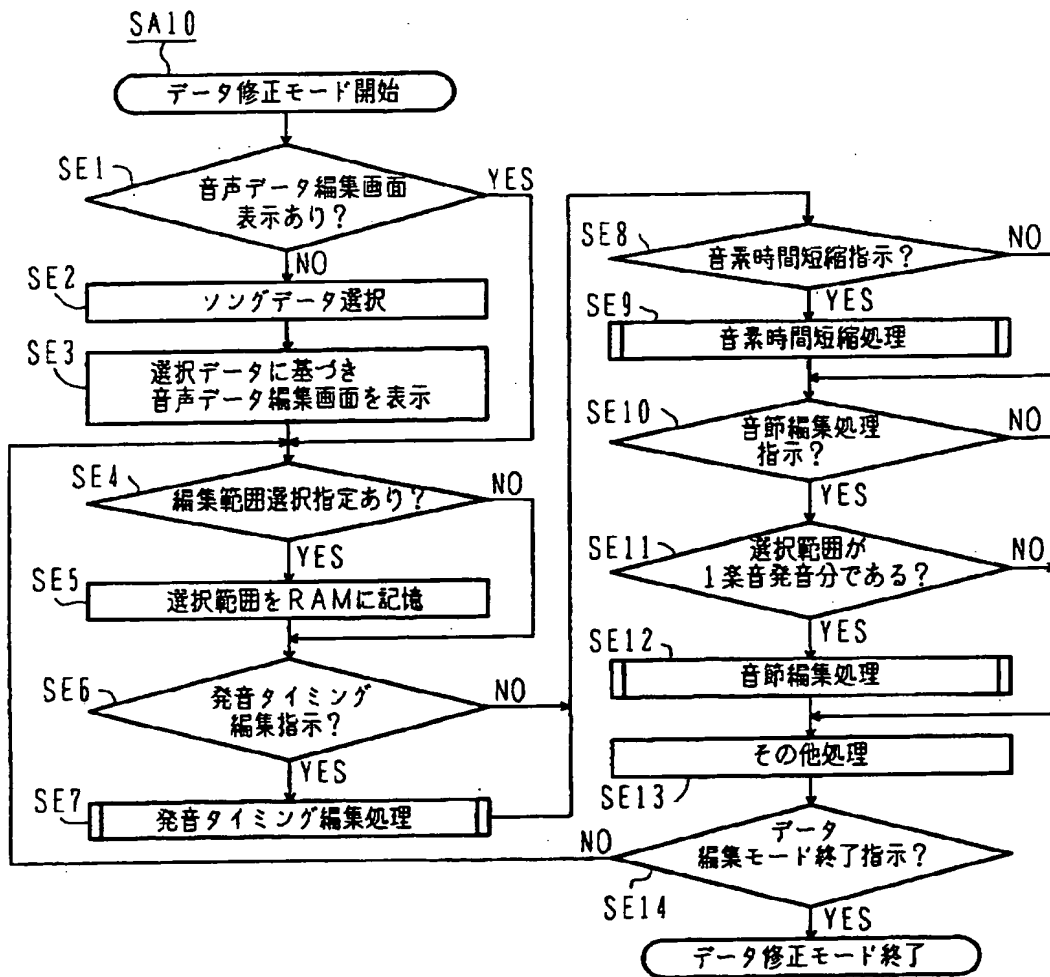 SA10
データ修正モード開始
SE1
音声データ編集画面
表示あり?
YES
NO
SE2
ソングデータ選択
SE3
選択データに基づき
音声データ編集画面を表示
SE4
編集範囲選択指定あり?
NO
YES
SE5
選択範囲をRAMに記憶
SE6
発音タイミング
編集指示?
NO
YES
SE7
発音タイミング編集処理
SE8
音素時間短縮指示?
NO
YES
SE9
音素時間短縮処理
SE10
音節編集処理
指示?
NO
YES
SE11
選択範囲が
1楽音発音分である?
NO
YES
SE12
音節編集処理
その他処理
SE13
データ
編集モード終了指示?
NO
SE14
YES
データ修正モード終了